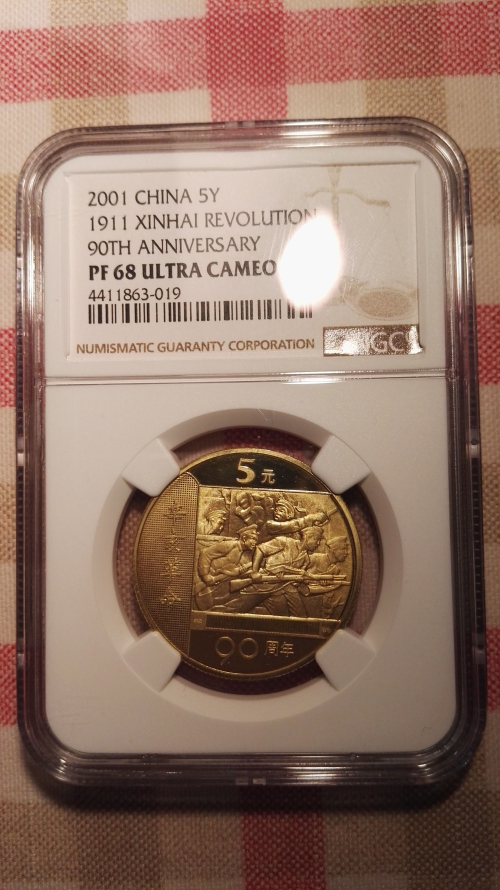 2001 CHINA 5Y
1911 XINHAI REVOLUTION
90TH ANNIVERSARY
PF 68 ULTRA CAMEO
4411863-019
NUMISMATIC GUARANTY CORPORATION
NGC
5元
辛亥革命
90周年